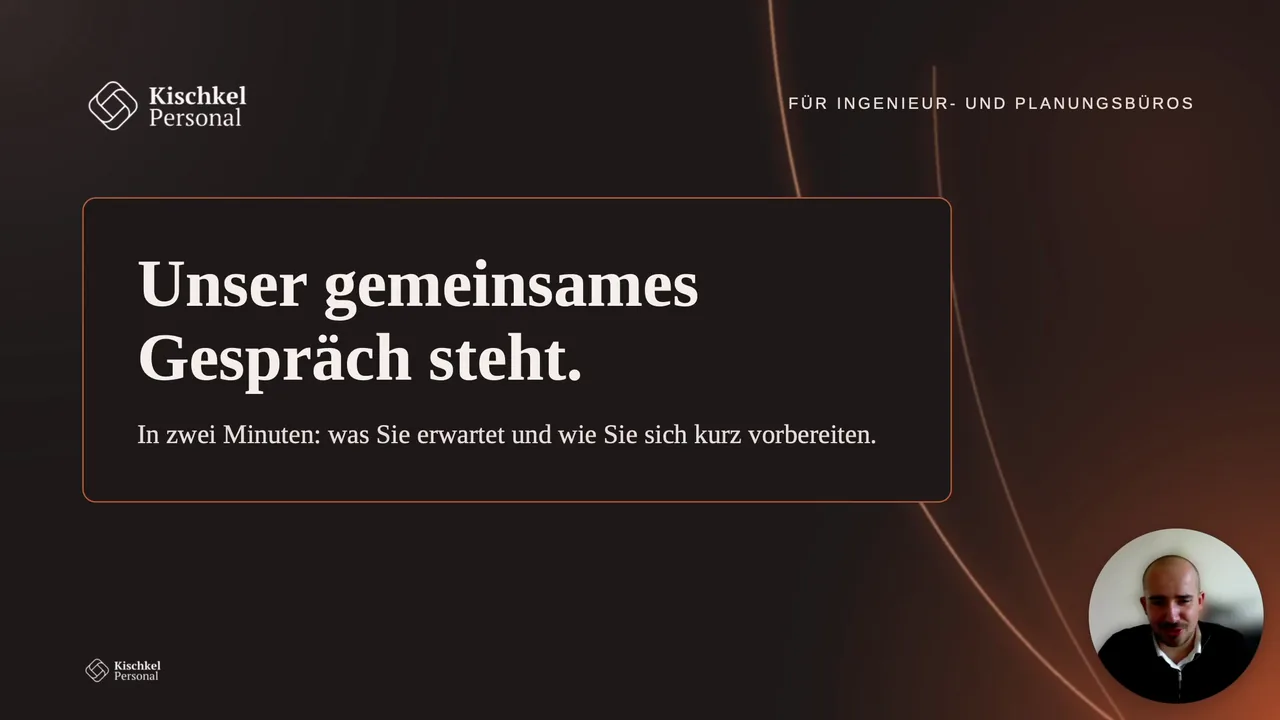 Kischkel
Personal
FÜR INGENIEUR- UND PLANUNGSBÜROS
Unser gemeinsames
Gespräch steht.
In zwei Minuten: was Sie erwartet und wie Sie sich kurz vorbereiten.
Kischkel
Personal